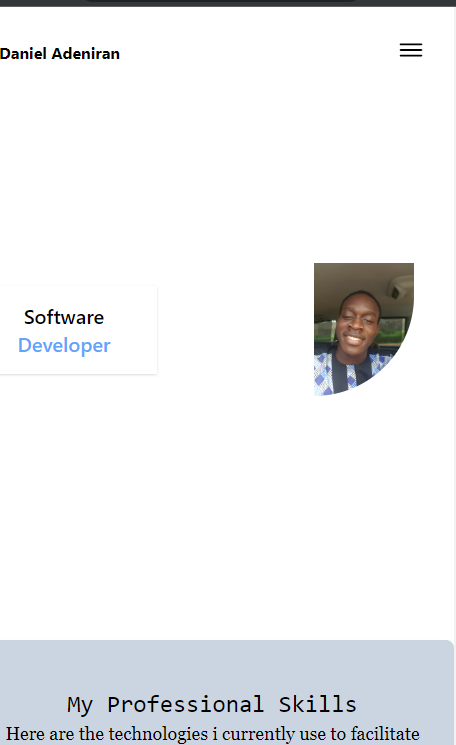 Daniel Adeniran
Software
Developer
My Professional Skills
Here are the technologies i currently use to facilitate